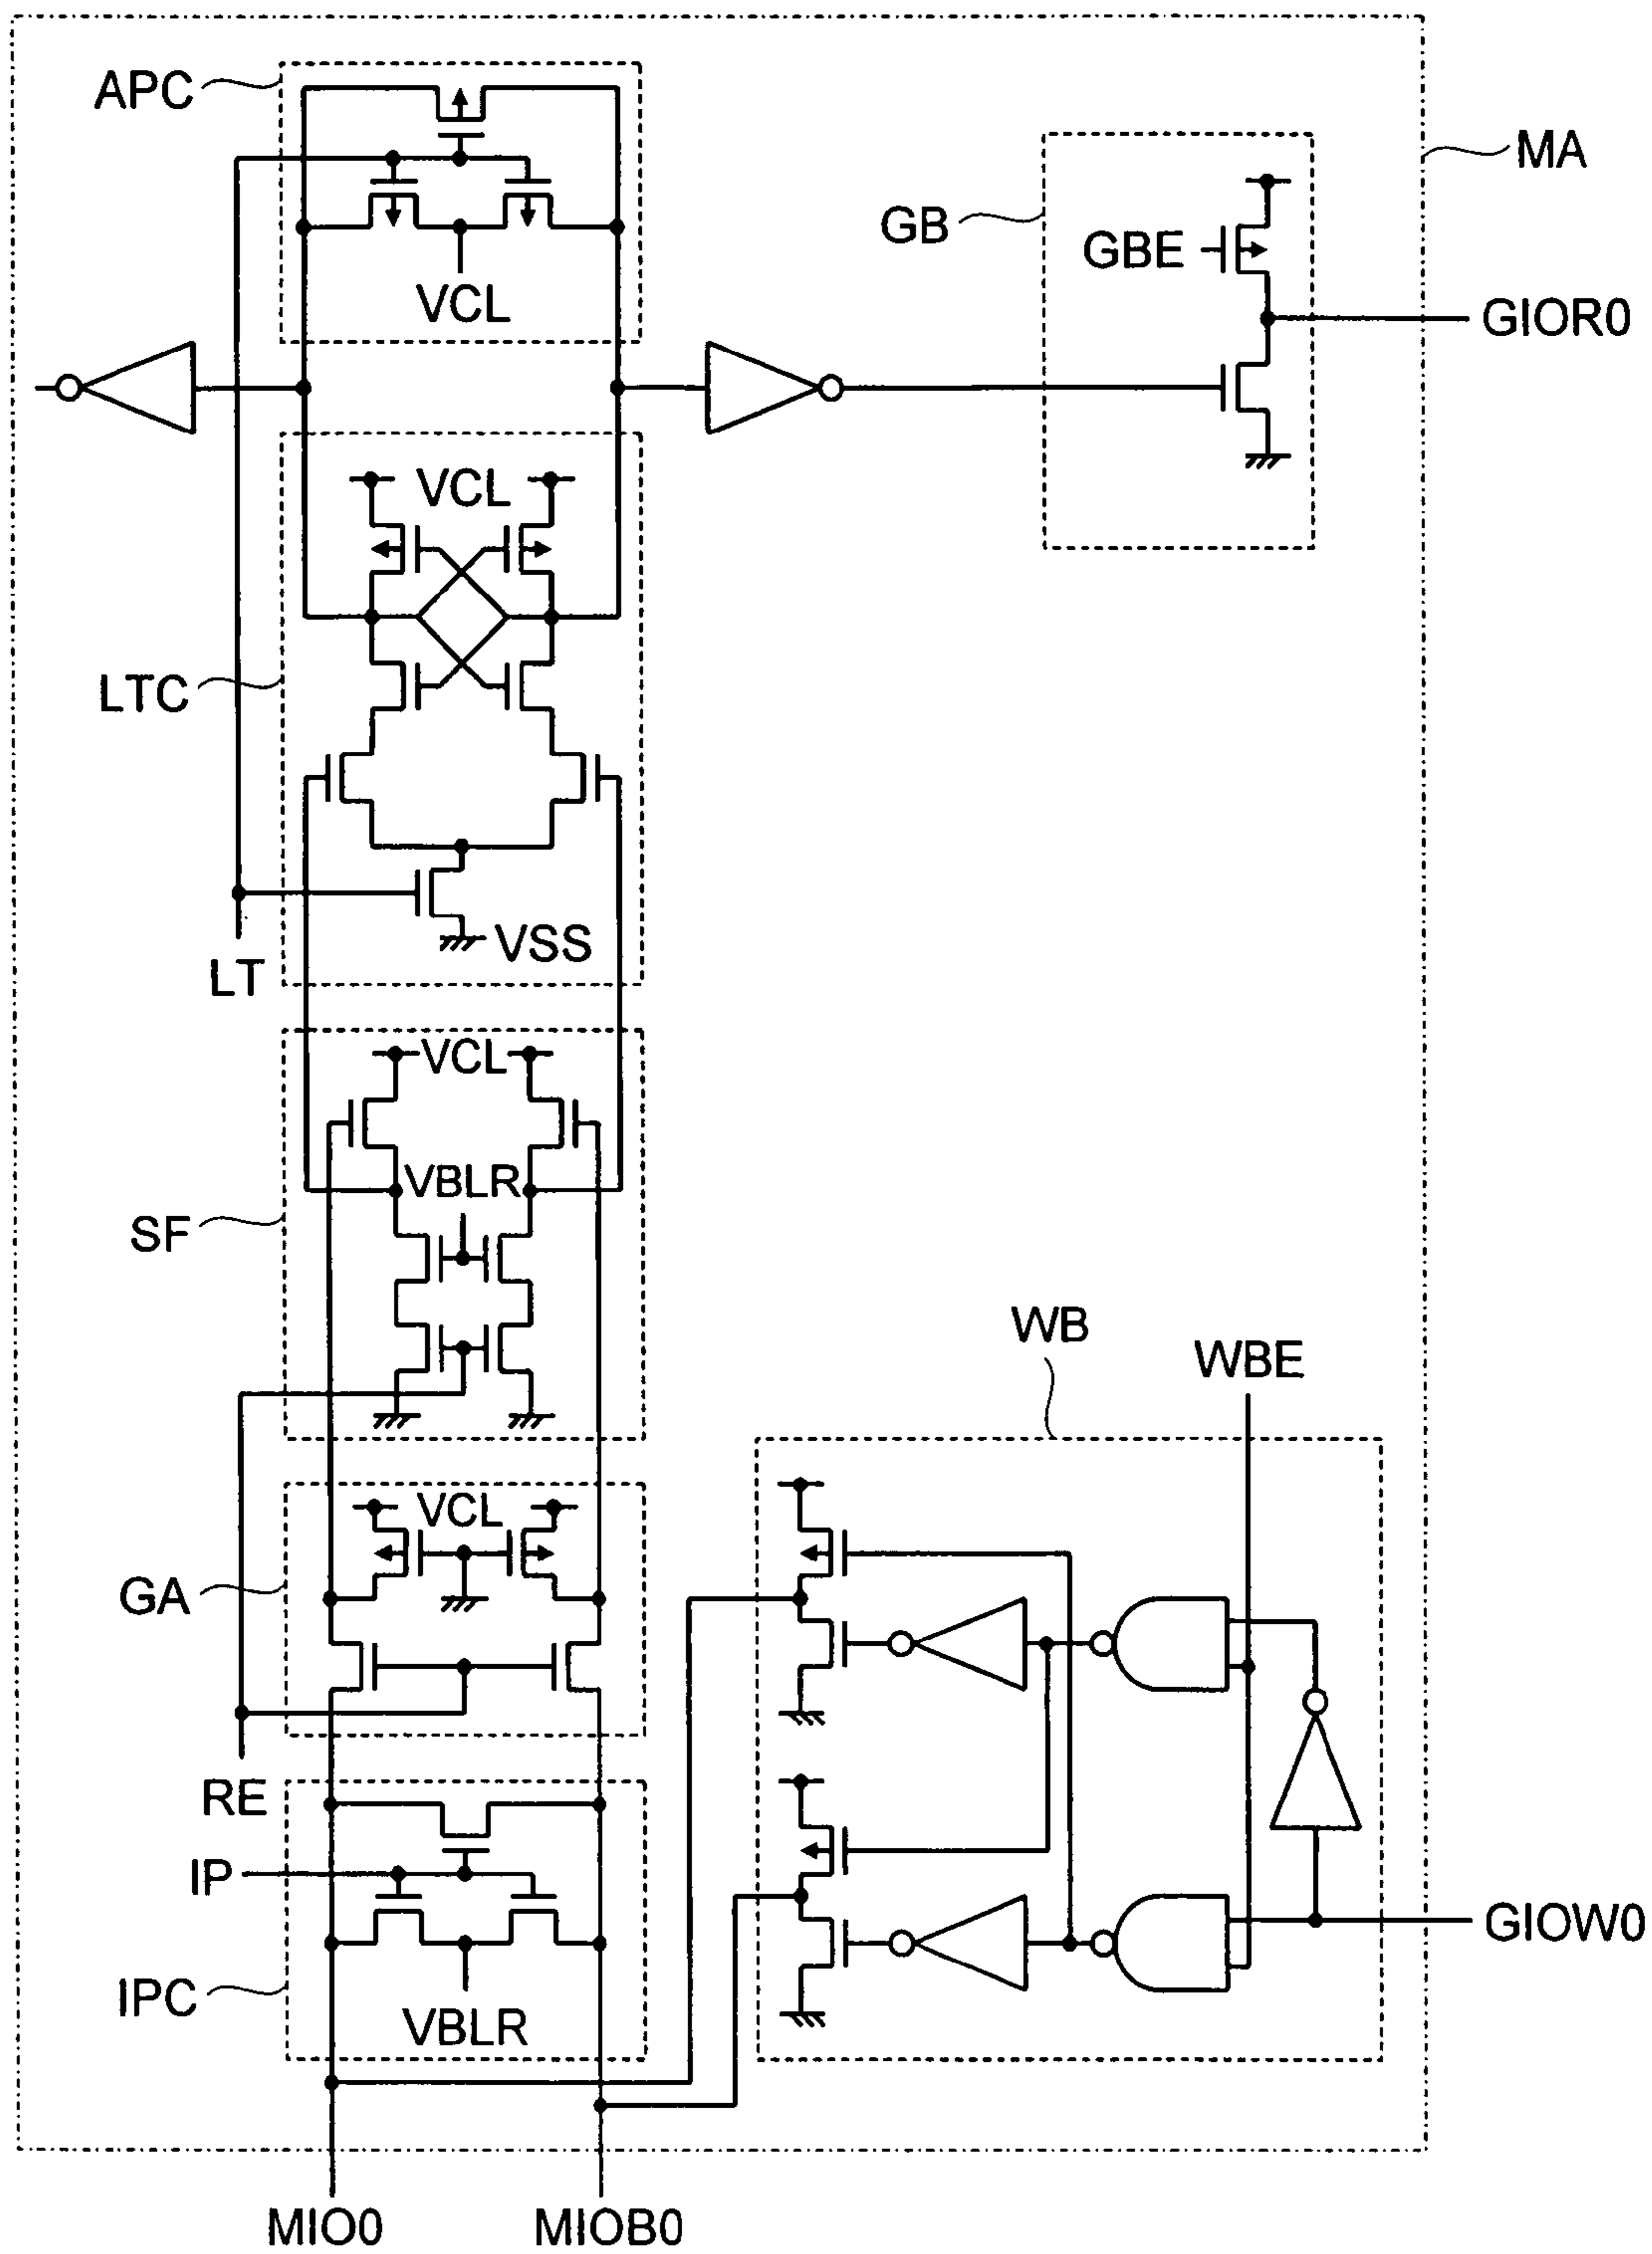 APC
MA
GB
GBE
VCL
GIOR0
VCL
LTC
VSS
LT
VCL
VBLR
SF
WB
WBE
VCL
GA
RE
IP
GIOW0
IPC
VBLR
MIO0
MIOB0